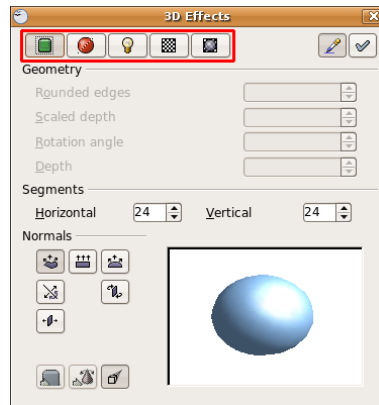 3D Effects
Geometry
Rounded edges
Scaled depth
Rotation angle
Depth
Segments
Horizontal 24 Vertical 24
Normals